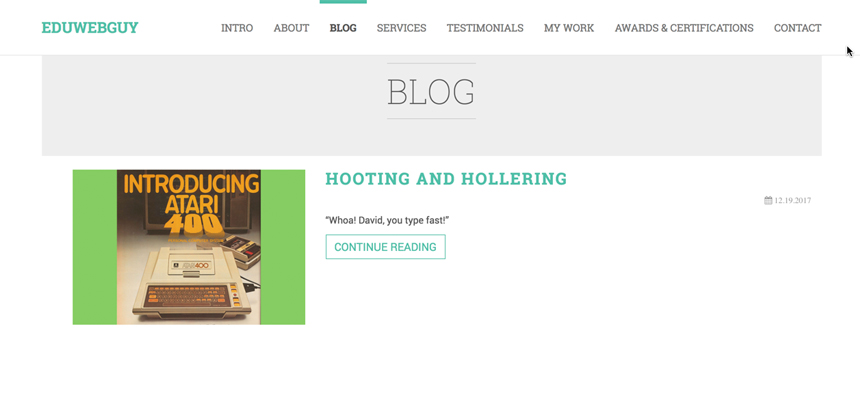 EDUWEBGUY
INTRO ABOUT BLOG SERVICES TESTIMONIALS MY WORK AWARDS & CERTIFICATIONS CONTACT
BLOG
INTRODUCING
ATARI
400
HOOTING AND HOLLERING
12.19.2017
“Whoa! David, you type fast!”
CONTINUE READING